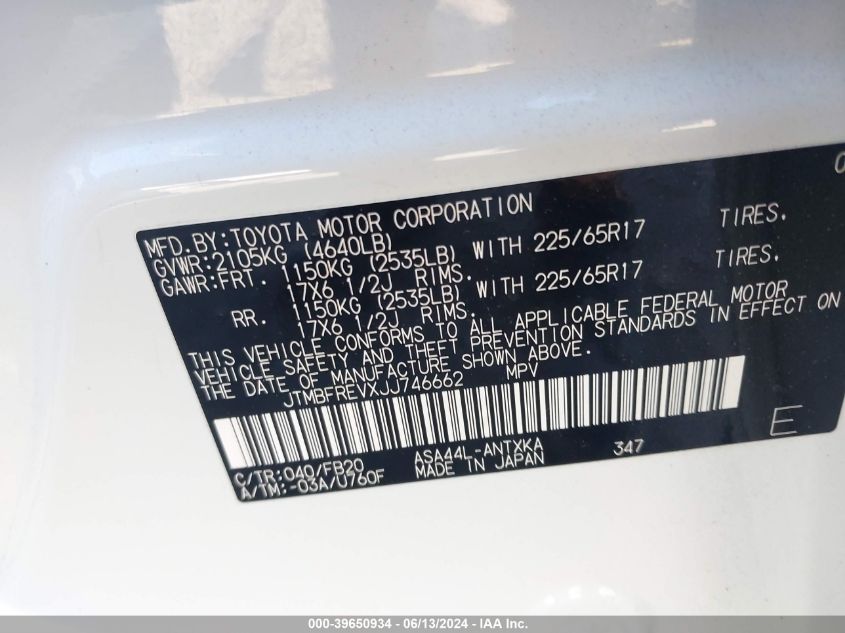 MFD.BY:TOYOTA MOTOR CORPORATION
GVWR:2105KG (4640LB)
GAWR:FRT. 1150KG (2535LB) WITH 225/65R17 TIRES.
17X6 1/2J RIMS.
RR. 1150KG (2535LB) WITH 225/65R17 TIRES.
17X6 1/2J RIMS.
THIS VEHICLE CONFORMS TO ALL APPLICABLE FEDERAL MOTOR
VEHICLE SAFETY AND THEFT PREVENTION STANDARDS IN EFFECT ON
THE DATE OF MANUFACTURE SHOWN ABOVE.
JTMBFREVXJJ746662 MPV
E
C/TR:040/FB20 ASA44L-ANTXKA 347
A/TM:-03A/U760F MADE IN JAPAN
000-39650934 - 06/13/2024 - IAA Inc.